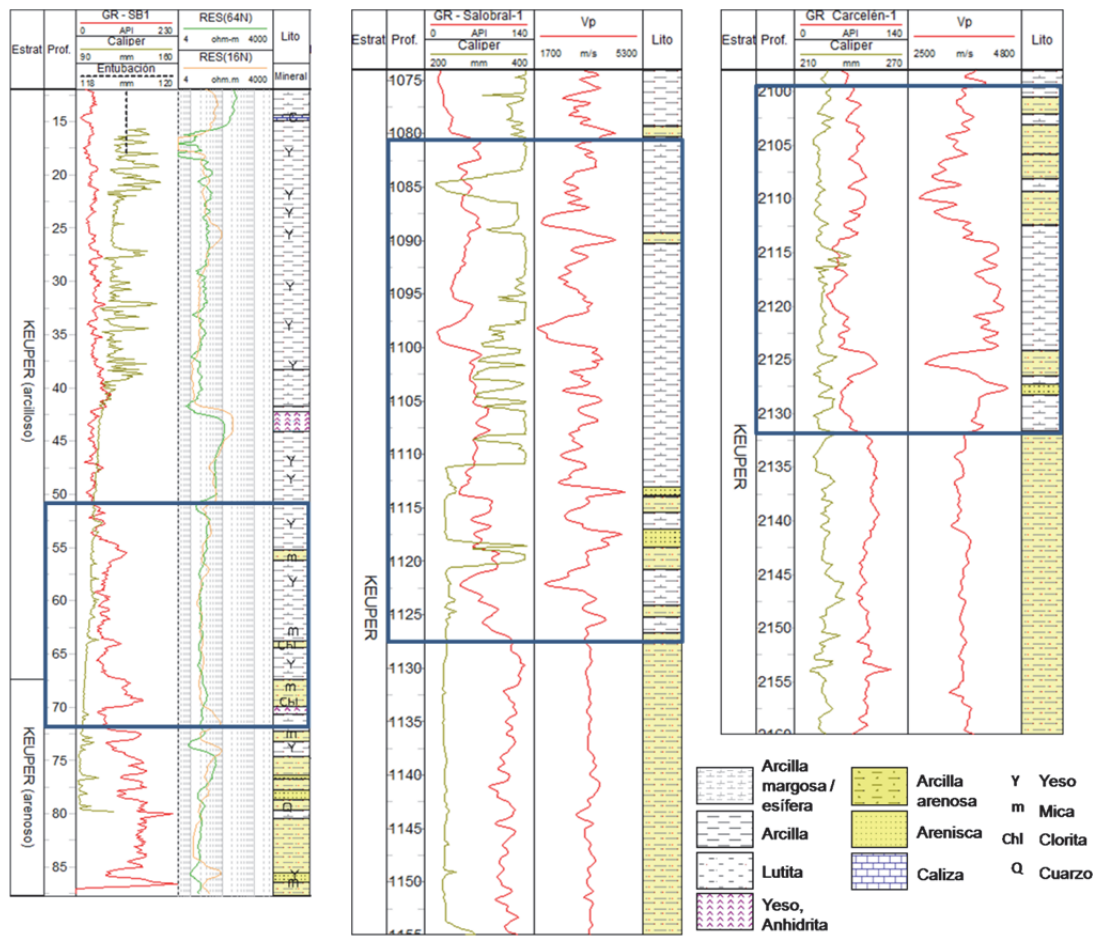 GR - SB1
0 API 230
Caliper
90 mm 160
Entubación
118 mm 120
RES(64N)
4 ohm-m 4000
RES(16N)
4 ohm.m 4000
Estrat
Prof.
Lito
Mineral
15
20
25
30
35
40
45
50
55
60
65
70
75
80
85
KEUPER (arcilloso)
KEUPER (arenoso)
C
Y
Y
Y
Y
Y
Y
Y
Y
Y
Y
m
Y
m
Chl
Y
m
Chl
m
Y
Q
Y
m
GR - Salobral-1
0 API 140
Caliper
200 mm 400
Vp
1700 m/s 5300
Estrat
Prof.
Lito
1075
1080
1085
1090
1095
1100
1105
1110
1115
1120
1125
1130
1135
1140
1145
1150
1155
KEUPER
GR Carcelén-1
0 API 140
Caliper
210 mm 270
Vp
2500 m/s 4800
Estrat
Prof.
Lito
2100
2105
2110
2115
2120
2125
2130
2135
2140
2145
2150
2155
2160
KEUPER
Arcilla
margosa /
esífera
Arcilla
Lutita
Yeso,
Anhidrita
Arcilla
arenosa
Arenisca
Caliza
Y Yeso
m Mica
Chl Clorita
Q Cuarzo